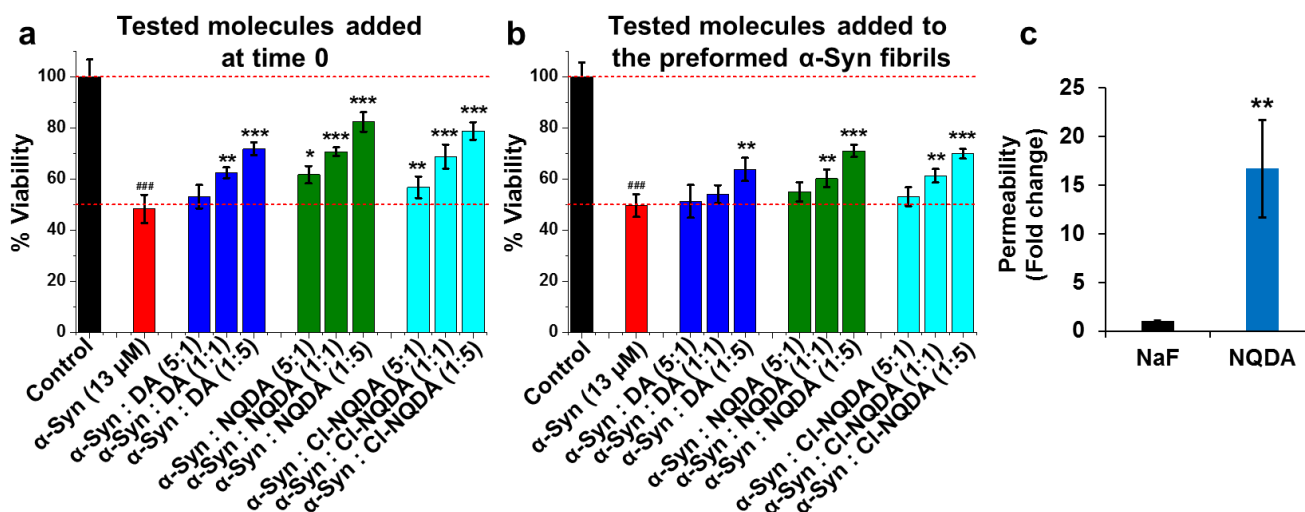 a
Tested molecules added
at time 0
% Viability
100
80
60
40
20
0
###
**
***
*
***
***
**
***
***
Control
α-Syn (13 µM)
α-Syn : DA (5:1)
α-Syn : DA (1:1)
α-Syn : DA (1:5)
α-Syn : NQDA (5:1)
α-Syn : NQDA (1:1)
α-Syn : NQDA (1:5)
α-Syn : Cl-NQDA (5:1)
α-Syn : Cl-NQDA (1:1)
α-Syn : Cl-NQDA (1:5)
b
Tested molecules added to
the preformed α-Syn fibrils
% Viability
100
80
60
40
20
0
###
**
**
***
**
***
Control
α-Syn (13 µM)
α-Syn : DA (5:1)
α-Syn : DA (1:1)
α-Syn : DA (1:5)
α-Syn : NQDA (5:1)
α-Syn : NQDA (1:1)
α-Syn : NQDA (1:5)
α-Syn : Cl-NQDA (5:1)
α-Syn : Cl-NQDA (1:1)
α-Syn : Cl-NQDA (1:5)
c
Permeability
(Fold change)
25
20
15
10
5
0
**
NaF
NQDA